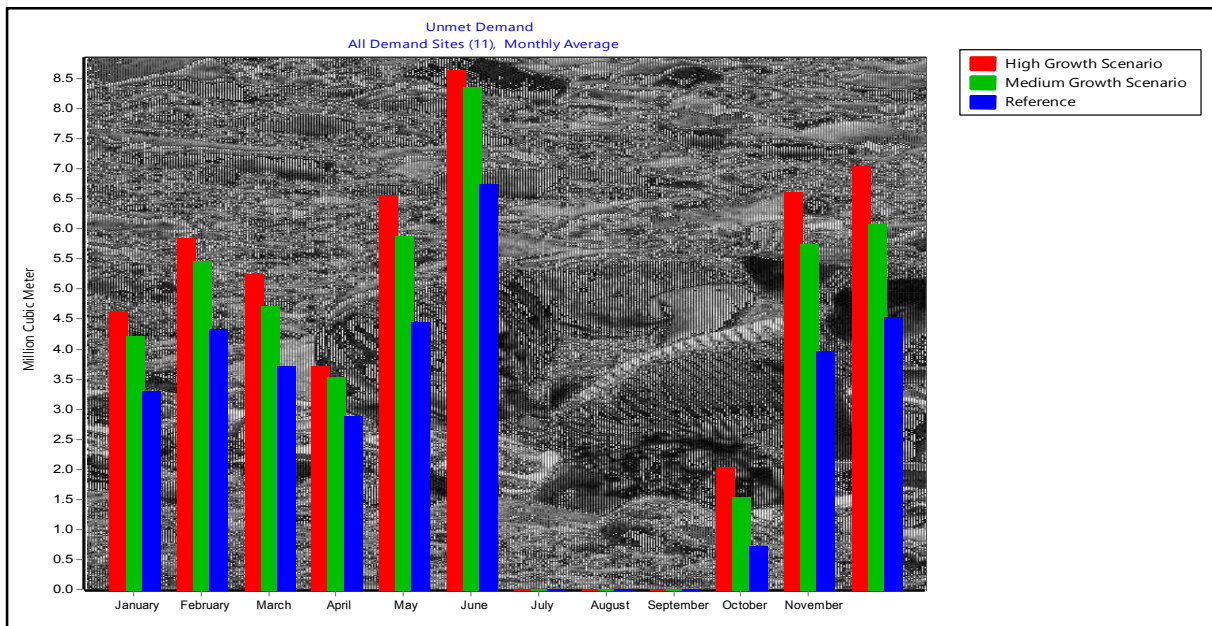 Unmet Demand
All Demand Sites (11), Monthly Average
High Growth Scenario
Medium Growth Scenario
Reference
Million Cubic Meter
8.5
8.0
7.5
7.0
6.5
6.0
5.5
5.0
4.5
4.0
3.5
3.0
2.5
2.0
1.5
1.0
0.5
0.0
January February March April May June July August September October November